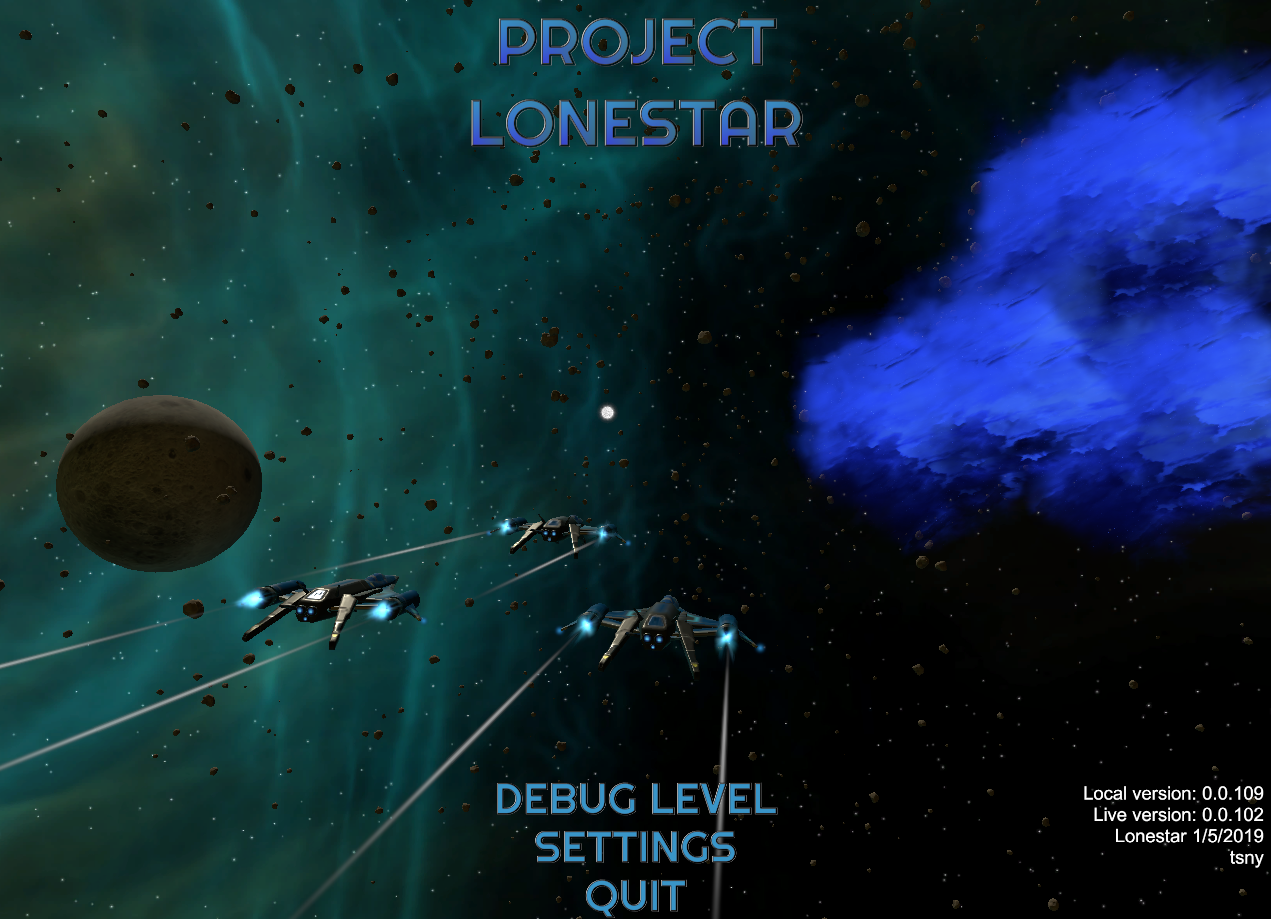 PROJECT
LONESTAR
DEBUG LEVEL
SETTINGS
QUIT
Local version: 0.0.109
Live version: 0.0.102
Lonestar 1/5/2019
tsny